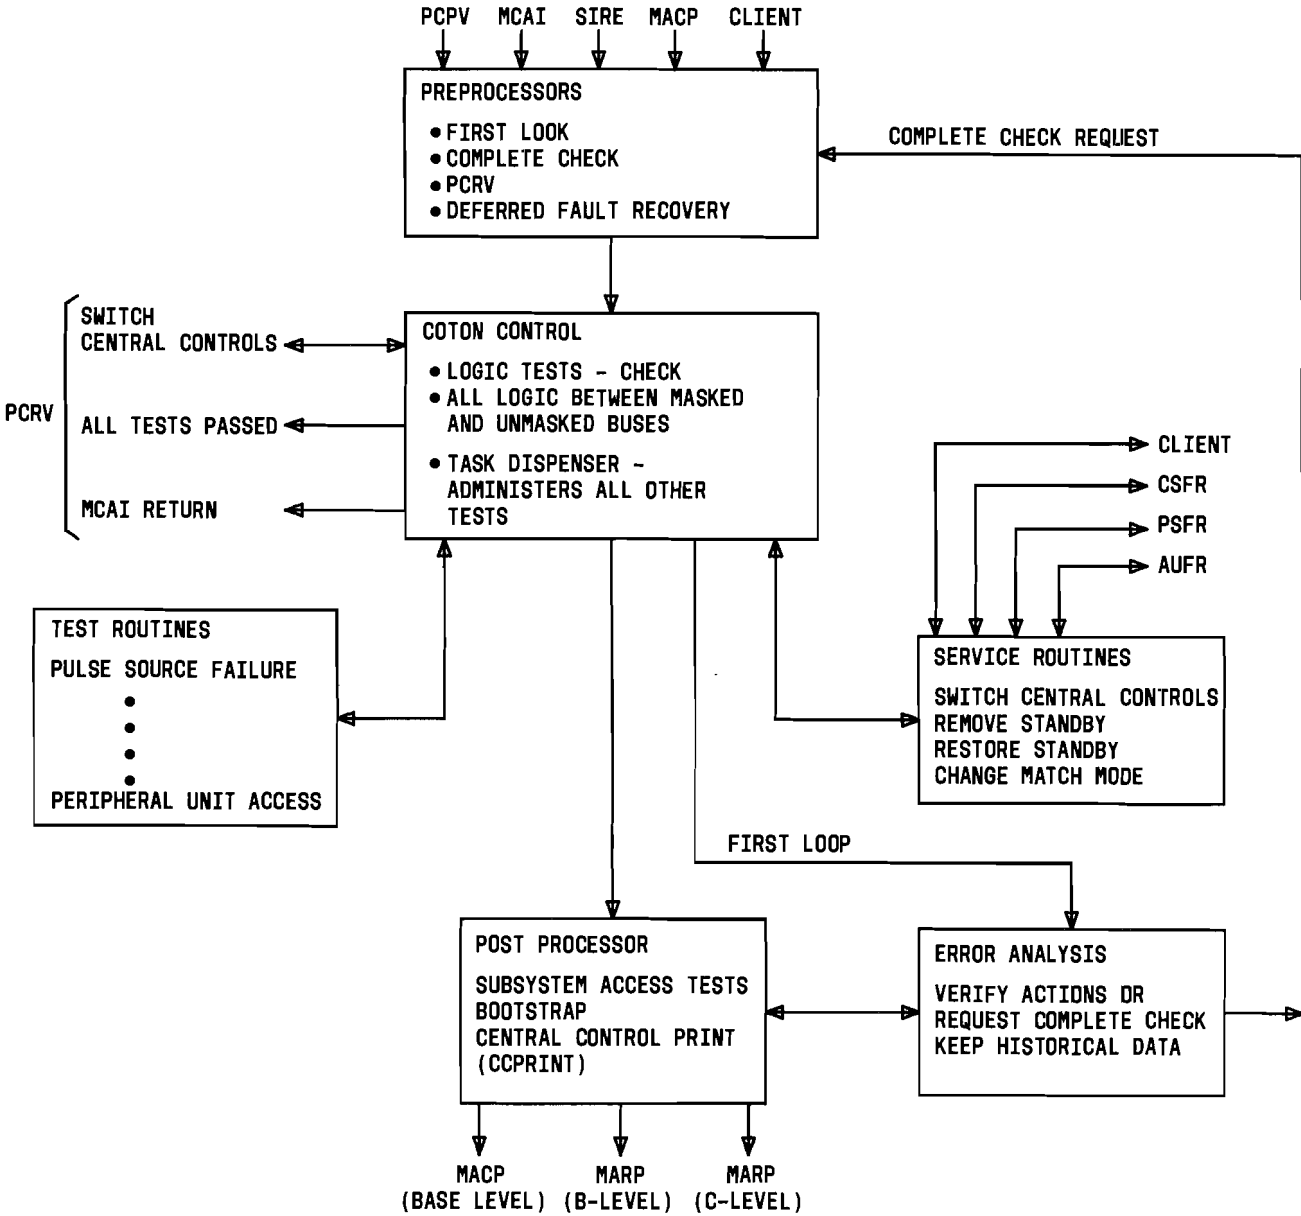 PCPV MCAI SIRE MACP CLIENT
PREPROCESSORS
● FIRST LOOK
● COMPLETE CHECK
● PCRV
● DEFERRED FAULT RECOVERY
COMPLETE CHECK REQUEST
PCRV
SWITCH
CENTRAL CONTROLS
ALL TESTS PASSED
MCAI RETURN
COTON CONTROL
● LOGIC TESTS - CHECK
● ALL LOGIC BETWEEN MASKED
AND UNMASKED BUSES
● TASK DISPENSER -
ADMINISTERS ALL OTHER
TESTS
CLIENT
CSFR
PSFR
AUFR
TEST ROUTINES
PULSE SOURCE FAILURE
●
●
●
●
PERIPHERAL UNIT ACCESS
SERVICE ROUTINES
SWITCH CENTRAL CONTROLS
REMOVE STANDBY
RESTORE STANDBY
CHANGE MATCH MODE
FIRST LOOP
POST PROCESSOR
SUBSYSTEM ACCESS TESTS
BOOTSTRAP
CENTRAL CONTROL PRINT
(CCPRINT)
ERROR ANALYSIS
VERIFY ACTIONS OR
REQUEST COMPLETE CHECK
KEEP HISTORICAL DATA
MACP
(BASE LEVEL)
MARP
(B-LEVEL)
MARP
(C-LEVEL)